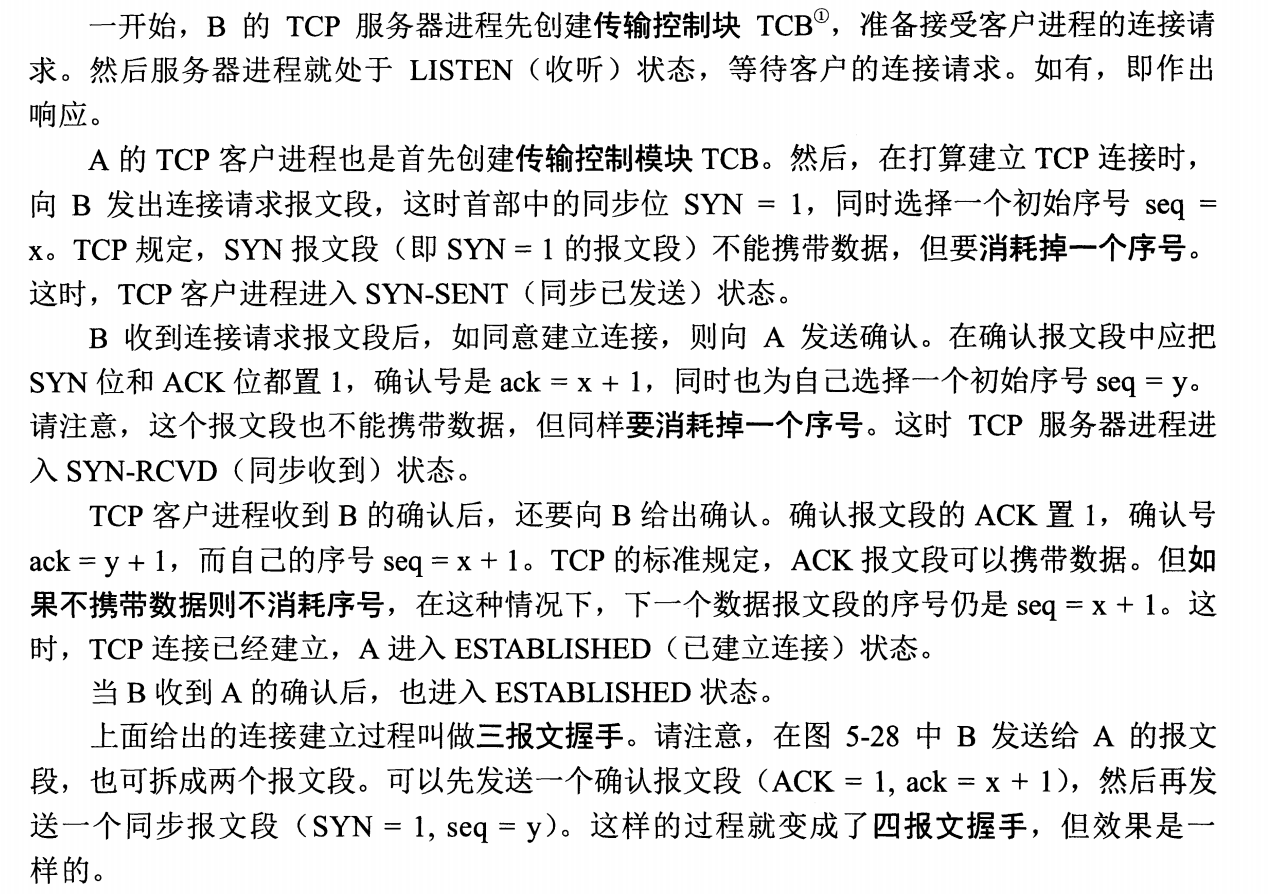 一开始，B 的 TCP 服务器进程先创建传输控制块 TCB①，准备接受客户进程的连接请
求。然后服务器进程就处于 LISTEN（收听）状态，等待客户的连接请求。如有，即作出
响应。
A 的 TCP 客户进程也是首先创建传输控制模块 TCB。然后，在打算建立 TCP 连接时，
向 B 发出连接请求报文段，这时首部中的同步位 SYN = 1，同时选择一个初始序号 seq =
x。TCP 规定，SYN 报文段（即 SYN = 1 的报文段）不能携带数据，但要消耗掉一个序号。
这时，TCP 客户进程进入 SYN-SENT（同步已发送）状态。
B 收到连接请求报文段后，如同意建立连接，则向 A 发送确认。在确认报文段中应把
SYN 位和 ACK 位都置 1，确认号是 ack = x + 1，同时也为自己选择一个初始序号 seq = y。
请注意，这个报文段也不能携带数据，但同样要消耗掉一个序号。这时 TCP 服务器进程进
入 SYN-RCVD（同步收到）状态。
TCP 客户进程收到 B 的确认后，还要向 B 给出确认。确认报文段的 ACK 置 1，确认号
ack = y + 1，而自己的序号 seq = x + 1。TCP 的标准规定，ACK 报文段可以携带数据。但如
果不携带数据则不消耗序号，在这种情况下，下一个数据报文段的序号仍是 seq = x + 1。这
时，TCP 连接已经建立，A 进入 ESTABLISHED（已建立连接）状态。
当 B 收到 A 的确认后，也进入 ESTABLISHED 状态。
上面给出的连接建立过程叫做三报文握手。请注意，在图 5-28 中 B 发送给 A 的报文
段，也可拆成两个报文段。可以先发送一个确认报文段（ACK = 1, ack = x + 1），然后再发
送一个同步报文段（SYN = 1, seq = y）。这样的过程就变成了四报文握手，但效果是一
样的。